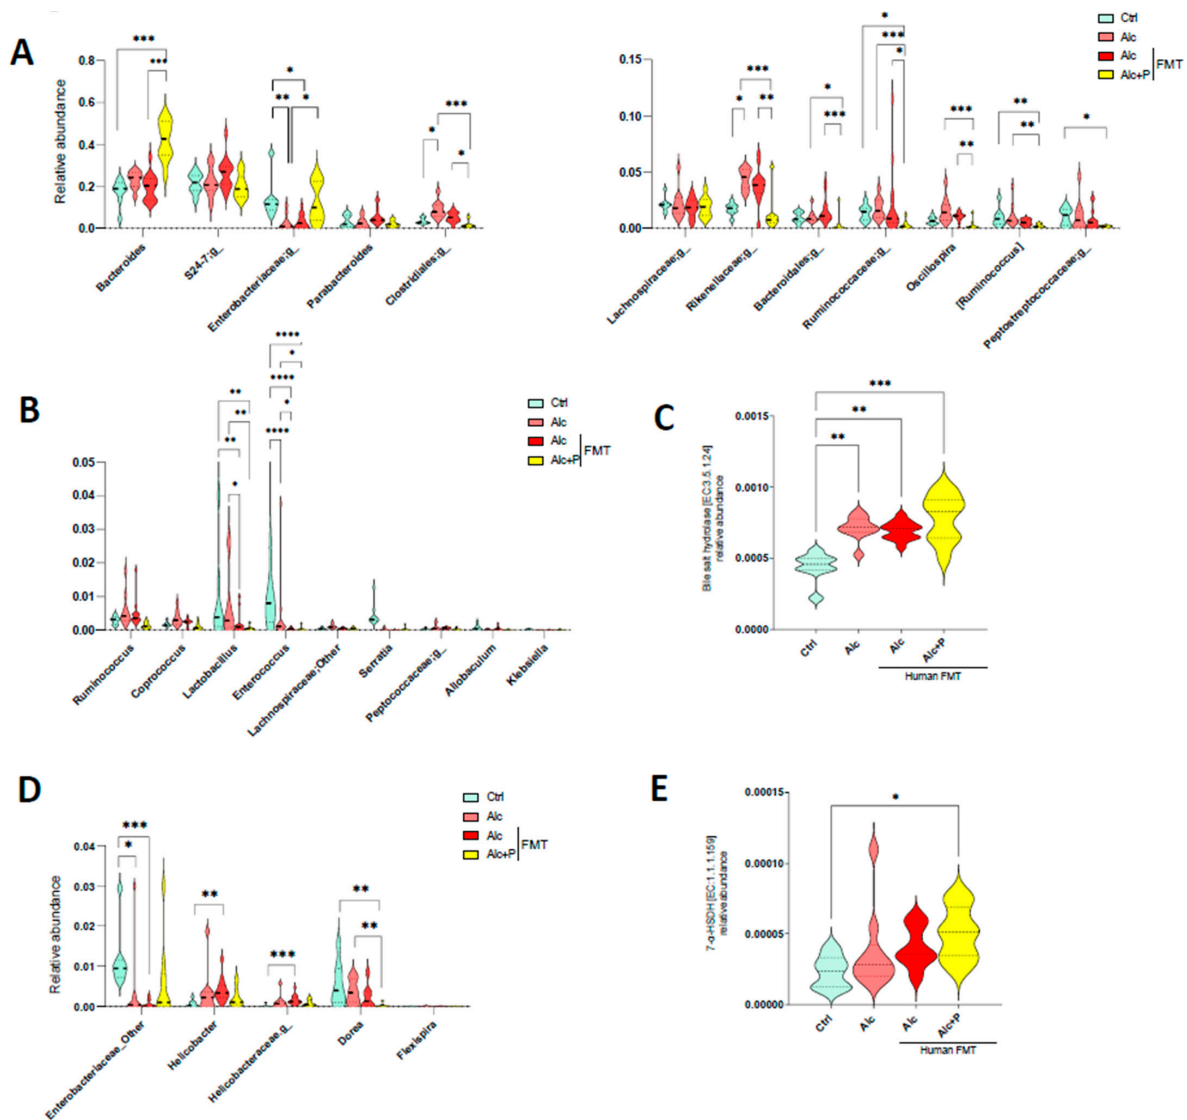 A
Relative abundance
0.8
0.6
0.4
0.2
0.0
***
***
*
**
*
***
*
*
Bacteroides
S24-7;g_
Enterobacteriaceae;g_
Parabacteroides
Clostridiales;g_
0.15
0.10
0.05
0.00
*
***
*
***
*
**
*
***
***
**
**
**
*
Ctrl
Alc
Alc
Alc+P
FMT
Lachnospiraceae;g_
Rikenellaceae;g_
Bacteroidales;g_
Ruminococcaceae;g_
Oscillospira
[Ruminococcus]
Peptostreptococcaceae;g_
B
0.05
0.04
0.03
0.02
0.01
0.00
**
**
**
*
****
*
****
*
****
Ctrl
Alc
Alc
Alc+P
FMT
Ruminococcus
Coprococcus
Lactobacillus
Enterococcus
Lachnospiraceae;Other
Serratia
Peptococcaceae;g_
Allobaculum
Klebsiella
C
Bile salt hydrolase [EC3.5.1.24]
relative abundance
0.0015
0.0010
0.0005
0.0000
***
**
**
Ctrl
Alc
Alc
Alc+P
Human FMT
D
Relative abundance
0.04
0.03
0.02
0.01
0.00
***
*
**
***
**
**
Ctrl
Alc
Alc
Alc+P
FMT
Enterobacteriaceae_Other
Helicobacter
Helicobacteraceae.g_
Dorea
Flexispira
E
7-α-HSDH [EC:1.1.1.159]
relative abundance
0.00015
0.00010
0.00005
0.00000
*
Ctrl
Alc
Alc
Alc+P
Human FMT